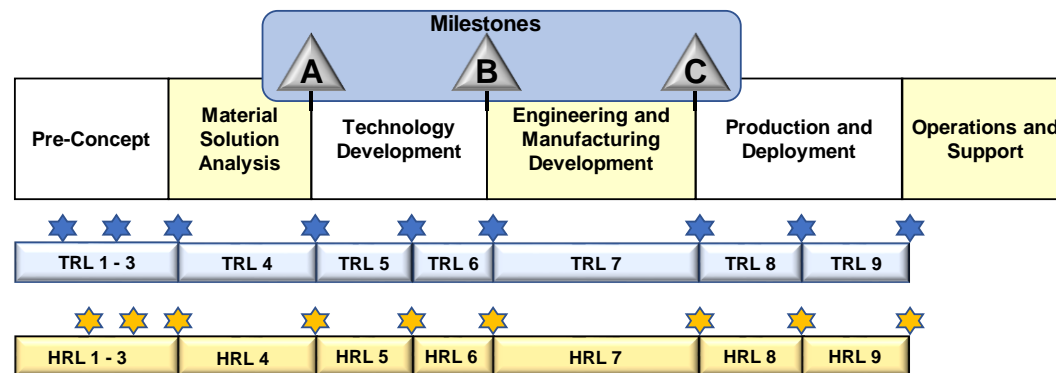 Milestones
A
B
C
Pre-Concept
Material
Solution
Analysis
Technology
Development
Engineering and
Manufacturing
Development
Production and
Deployment
Operations and
Support
TRL 1 - 3
TRL 4
TRL 5
TRL 6
TRL 7
TRL 8
TRL 9
HRL 1 - 3
HRL 4
HRL 5
HRL 6
HRL 7
HRL 8
HRL 9